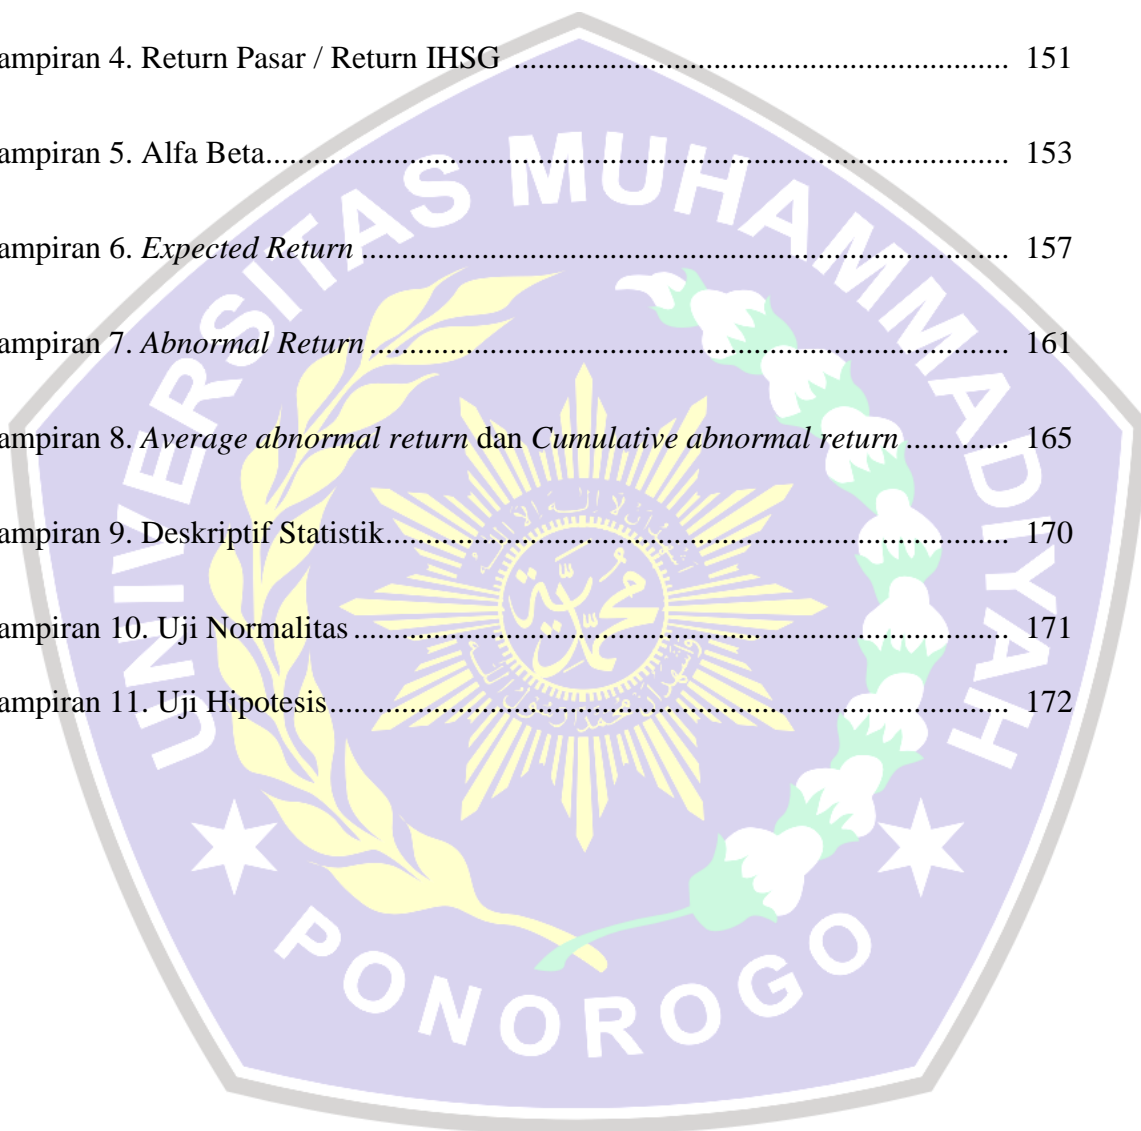 ampiran 4. Return Pasar / Return IHSG ............................................................. 151
ampiran 5. Alfa Beta............................................................................................ 153
ampiran 6. Expected Return ................................................................................ 157
ampiran 7. Abnormal Return ............................................................................... 161
ampiran 8. Average abnormal return dan Cumulative abnormal return ............. 165
ampiran 9. Deskriptif Statistik............................................................................. 170
ampiran 10. Uji Normalitas ................................................................................. 171
ampiran 11. Uji Hipotesis.................................................................................... 172
UNIVERSITAS MUHAMMADIYAH
PONOROGO
محمدية